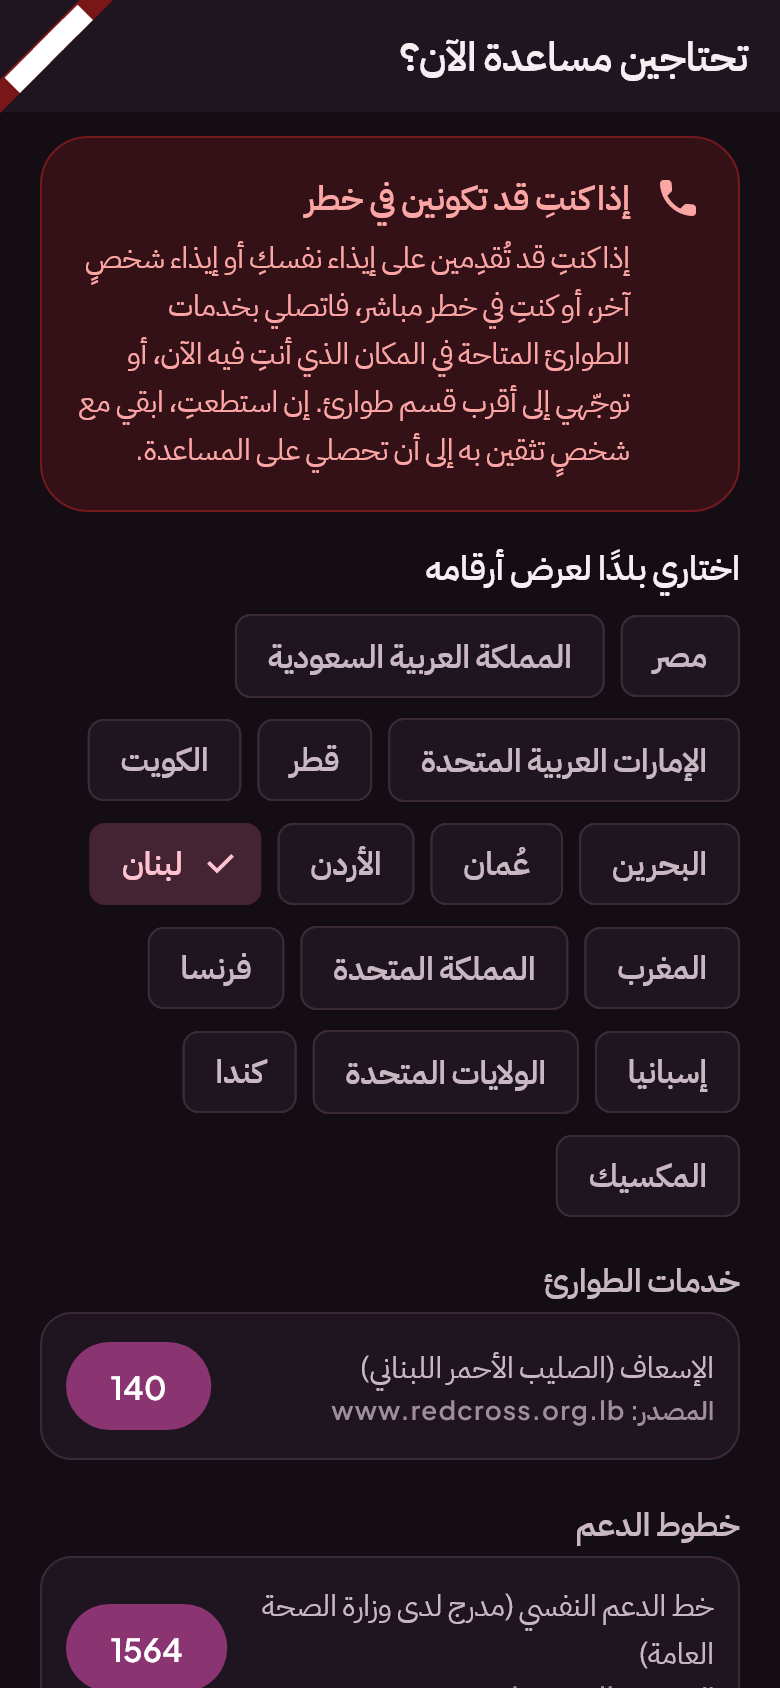 تحتاجين مساعدة الآن؟
إذا كنتِ قد تكونين في خطر
إذا كنتِ قد تُقدِمين على إيذاء نفسكِ أو إيذاء شخصٍ
آخر، أو كنتِ في خطر مباشر، فاتصلي بخدمات
الطوارئ المتاحة في المكان الذي أنتِ فيه الآن، أو
توجّهي إلى أقرب قسم طوارئ. إن استطعتِ، ابقي مع
شخصٍ تثقين به إلى أن تحصلي على المساعدة.
اختاري بلدًا لعرض أرقامه
مصر
المملكة العربية السعودية
الإمارات العربية المتحدة
قطر
الكويت
البحرين
عُمان
الأردن
لبنان
المغرب
المملكة المتحدة
فرنسا
إسبانيا
الولايات المتحدة
كندا
المكسيك
خدمات الطوارئ
الإسعاف (الصليب الأحمر اللبناني)
المصدر: www.redcross.org.lb
140
خطوط الدعم
خط الدعم النفسي (مدرج لدى وزارة الصحة
العامة)
1564